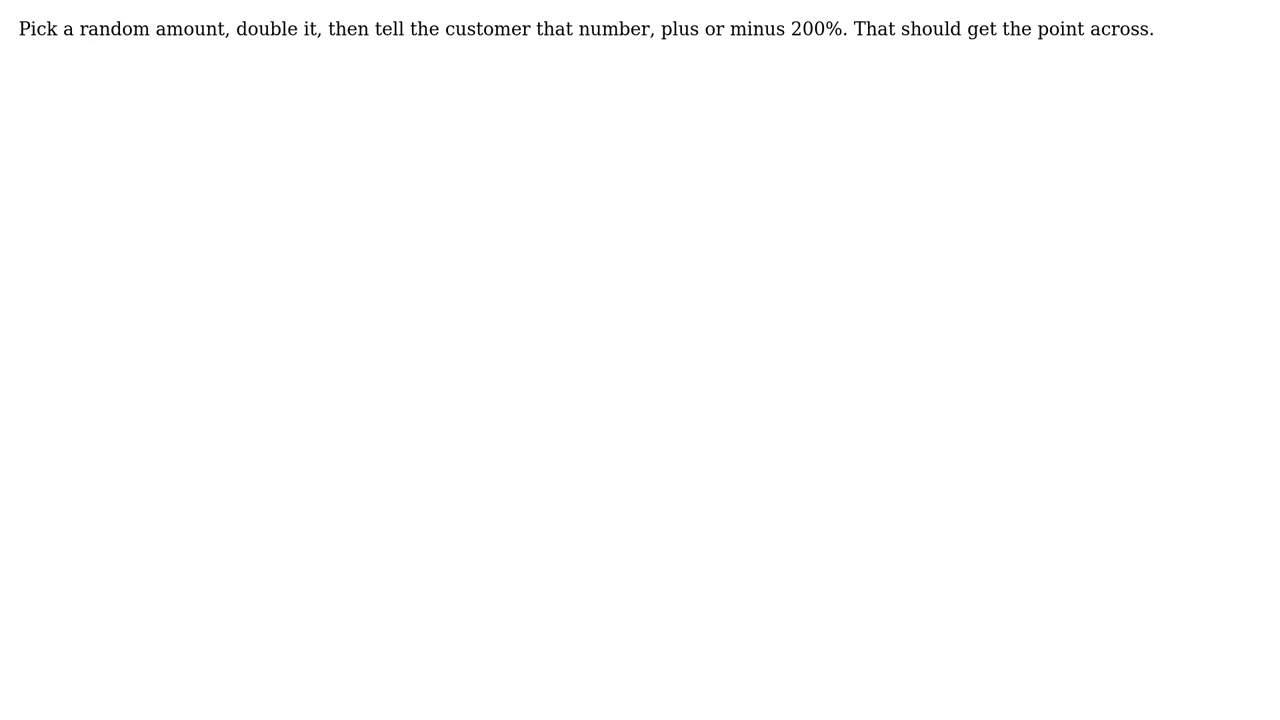 Pick a random amount, double it, then tell the customer that number, plus or minus 200%. That should get the point across.